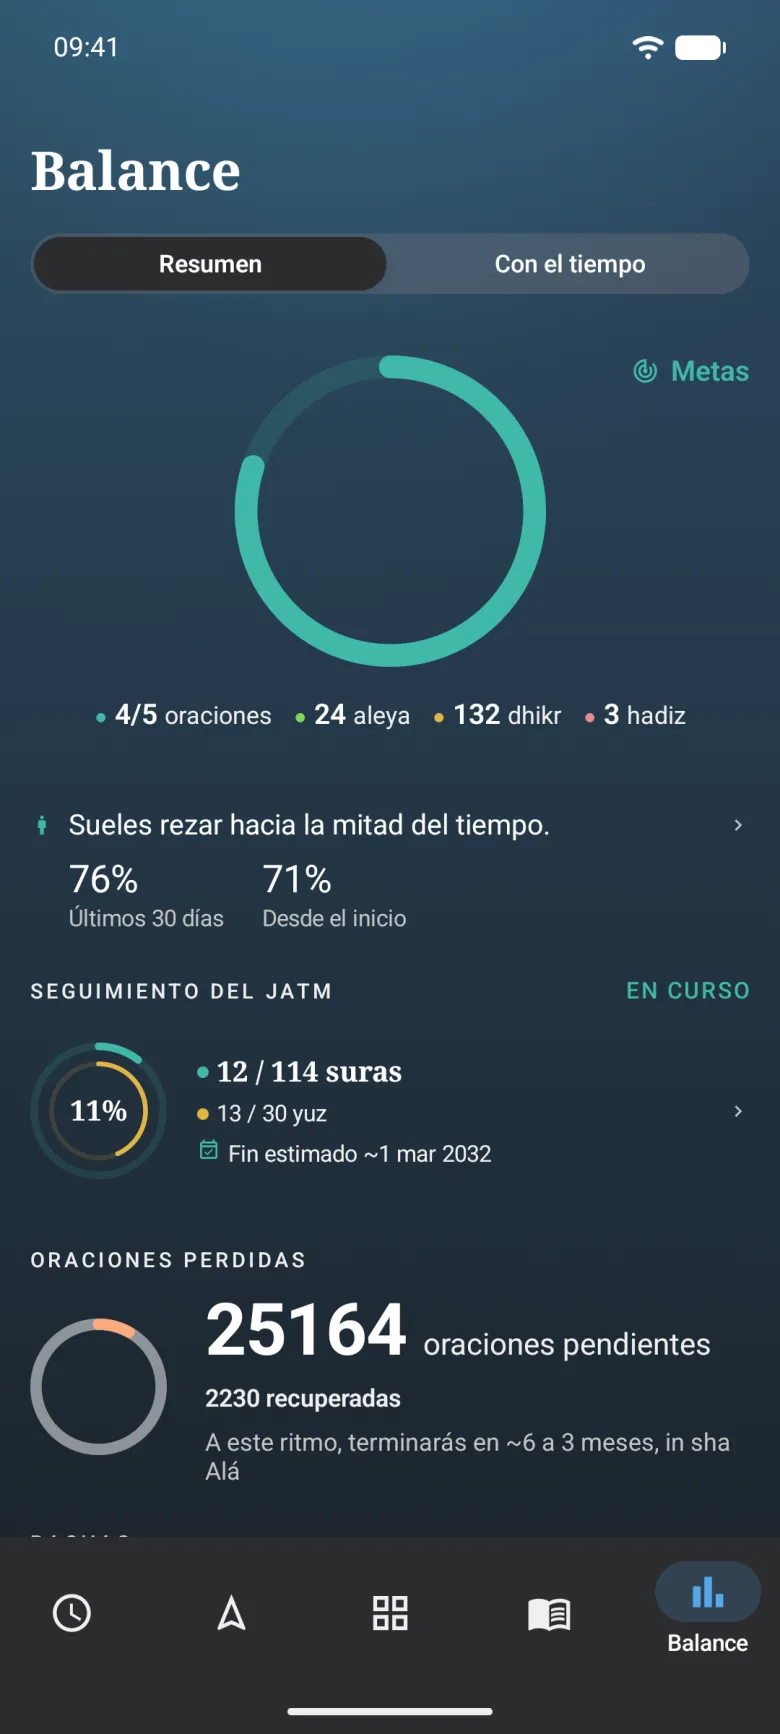 09:41
Balance
Resumen
Con el tiempo
Metas
4/5 oraciones 24 aleya 132 dhikr 3 hadiz
Sueles rezar hacia la mitad del tiempo.
76% 71%
Últimos 30 días Desde el inicio
SEGUIMIENTO DEL JATM EN CURSO
11%
12 / 114 suras
13 / 30 yuz
Fin estimado ~1 mar 2032
ORACIONES PERDIDAS
25164 oraciones pendientes
2230 recuperadas
A este ritmo, terminarás en ~6 a 3 meses, in sha
Alá
Balance